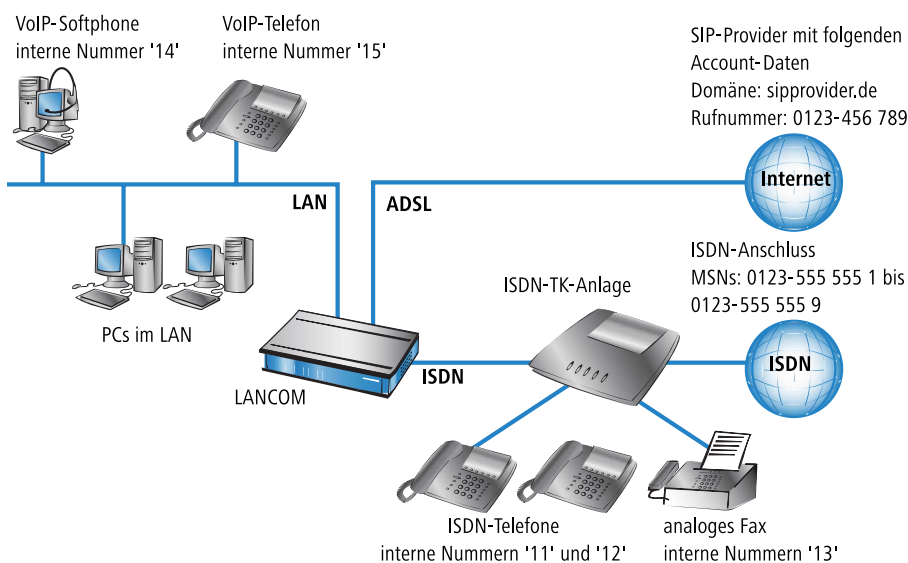 VoIP-Softphone
interne Nummer '14'
VoIP-Telefon
interne Nummer '15'
SIP-Provider mit folgenden
Account-Daten
Domäne: sipprovider.de
Rufnummer: 0123-456 789
LAN
ADSL
Internet
PCs im LAN
ISDN-TK-Anlage
ISDN-Anschluss
MSNs: 0123-555 555 1 bis
0123-555 555 9
LANCOM
ISDN
ISDN
ISDN-Telefone
interne Nummern '11' und '12'
analoges Fax
interne Nummern '13'